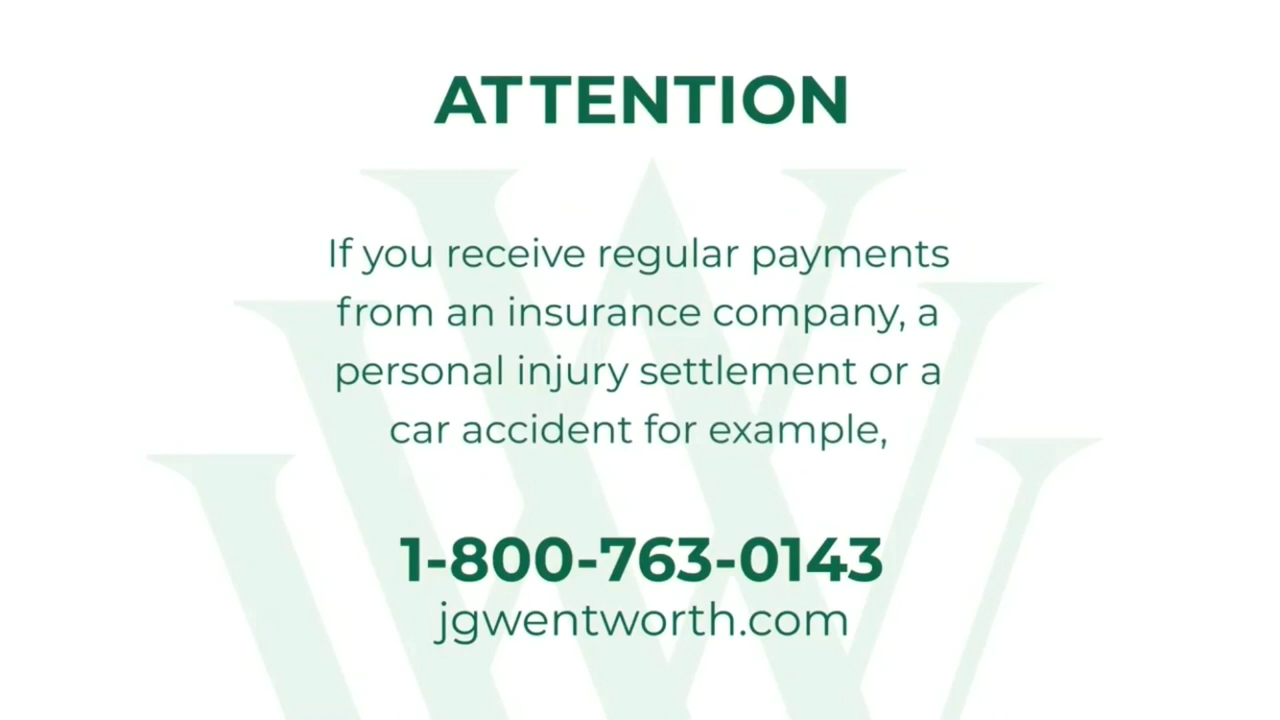 ATTENTION
If you receive regular payments
from an insurance company, a
personal injury settlement or a
car accident for example,
1-800-763-0143
jgwentworth.com